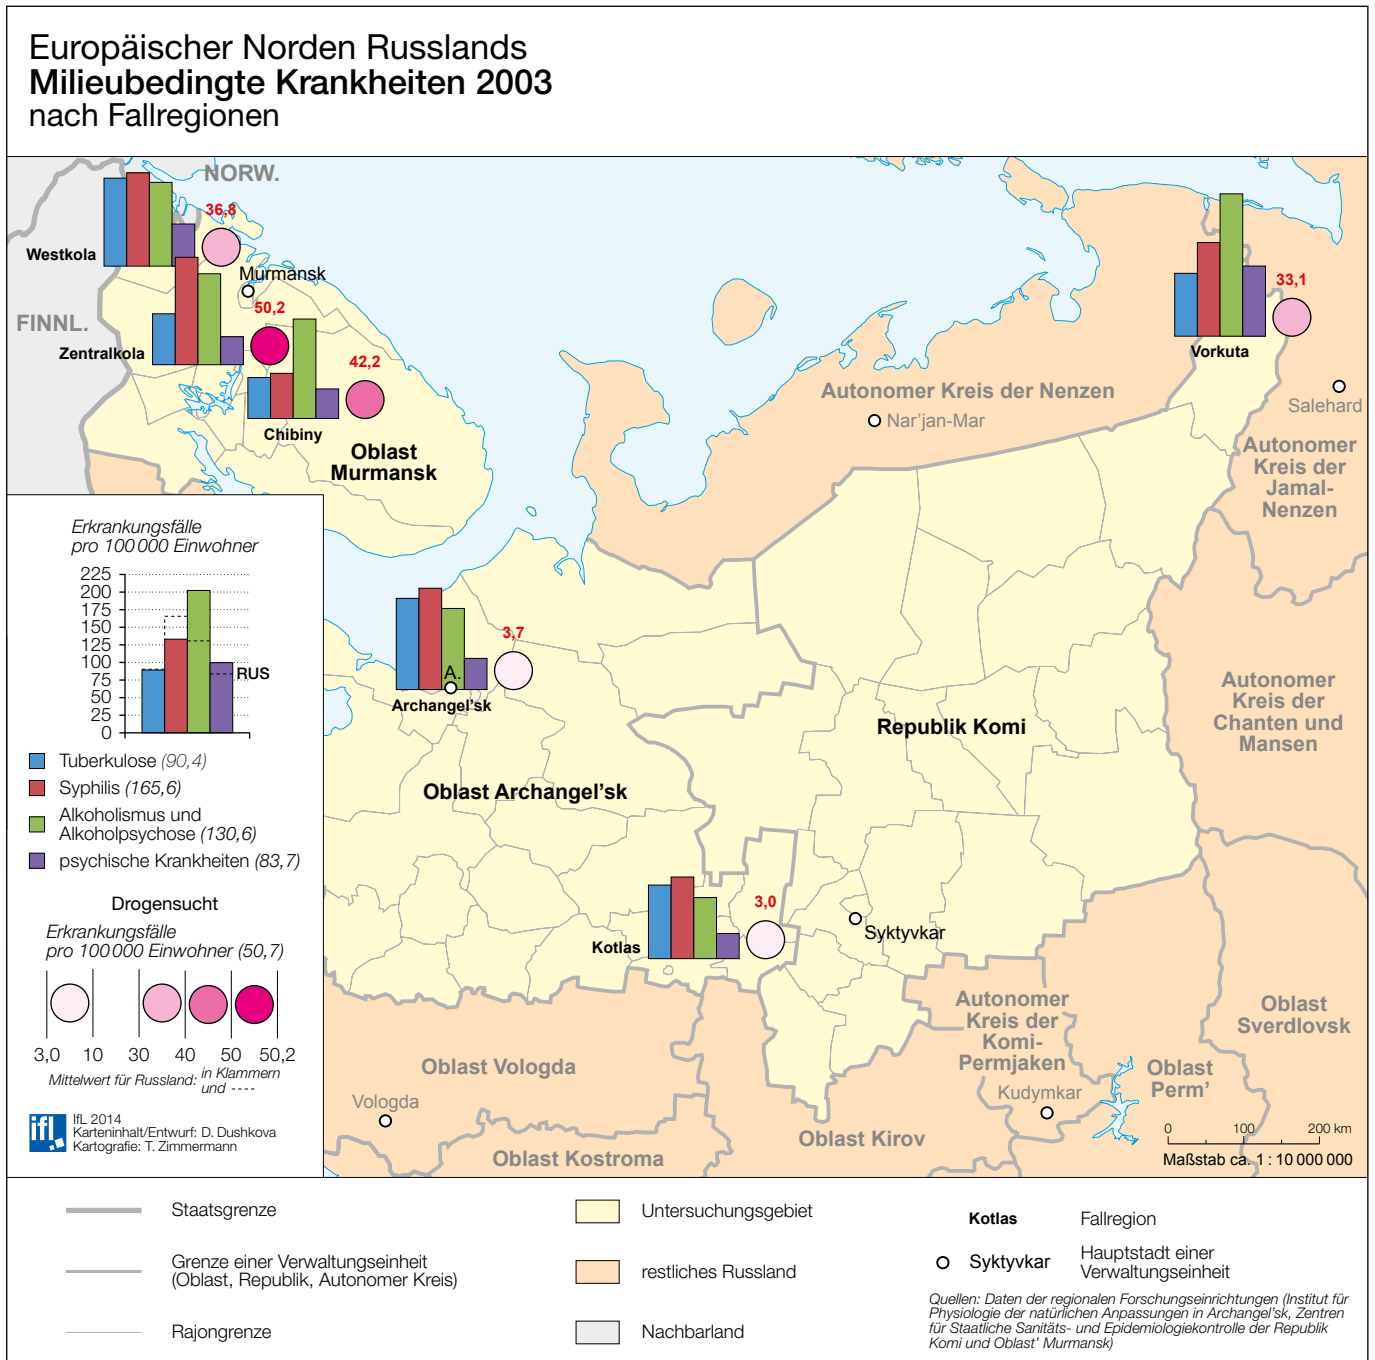 Europäischer Norden Russlands
Milieubedingte Krankheiten 2003
nach Fallregionen
NORW.
36,8
Westkola
Murmansk
50,2
FINNL.
Zentralkola
42,2
Chibiny
Oblast
Murmansk
33,1
Vorkuta
Autonomer Kreis der Nenzen
Nar'jan-Mar
Salehard
Autonomer
Kreis der
Jamal-
Nenzen
3,7
A.
Archangel'sk
Republik Komi
Autonomer
Kreis der
Chanten und
Mansen
Oblast Archangel'sk
3,0
Kotlas
Syktyvkar
Autonomer
Kreis der
Komi-
Permjaken
Oblast
Sverdlovsk
Oblast Vologda
Oblast
Perm'
Vologda
Kudymkar
Oblast Kirov
Oblast Kostroma
0 100 200 km
Maßstab ca. 1 : 10 000 000
Erkrankungsfälle
pro 100 000 Einwohner
225
200
175
150
125
100
75
50
25
0
RUS
Tuberkulose (90,4)
Syphilis (165,6)
Alkoholismus und
Alkoholpsychose (130,6)
psychische Krankheiten (83,7)
Drogensucht
Erkrankungsfälle
pro 100 000 Einwohner (50,7)
3,0 10 30 40 50 50,2
Mittelwert für Russland: in Klammern
und ----
ifl
IfL 2014
Karteninhalt/Entwurf: D. Dushkova
Kartografie: T. Zimmermann
Staatsgrenze
Grenze einer Verwaltungseinheit
(Oblast, Republik, Autonomer Kreis)
Rajongrenze
Untersuchungsgebiet
restliches Russland
Nachbarland
Kotlas Fallregion
Syktyvkar Hauptstadt einer
Verwaltungseinheit
Quellen: Daten der regionalen Forschungseinrichtungen (Institut für
Physiologie der natürlichen Anpassungen in Archangel'sk, Zentren
für Staatliche Sanitäts- und Epidemiologiekontrolle der Republik
Komi und Oblast' Murmansk)